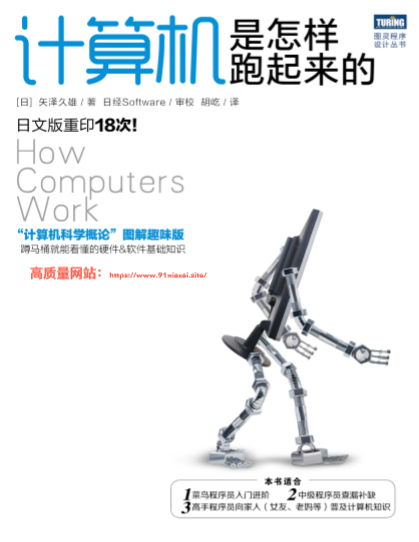 计算机是怎样跑起来的
TURING
图灵程序
设计丛书
[日] 矢泽久雄 / 著 日经Software / 审校 胡屹 / 译
日文版重印18次！
How
Computers
Work
“计算机科学概论”图解趣味版
蹲马桶就能看懂的硬件&软件基础知识
高质量网站：https://www.91xiaxai.site/
本书适合
1菜鸟程序员入门进阶 2中级程序员查漏补缺
3高手程序员向家人（女友、老妈等）普及计算机知识